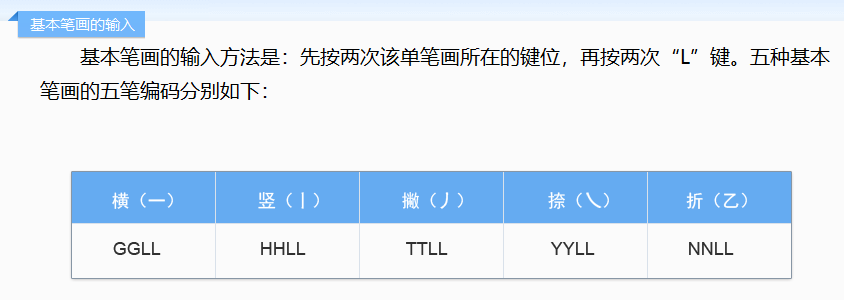 基本笔画的输入
基本笔画的输入方法是：先按两次该单笔画所在的键位，再按两次“L”键。五种基本
笔画的五笔编码分别如下：
横（一） 竖（丨） 撇（丿） 捺（乀） 折（乙）
GGLL HHLL TTLL YYLL NNLL